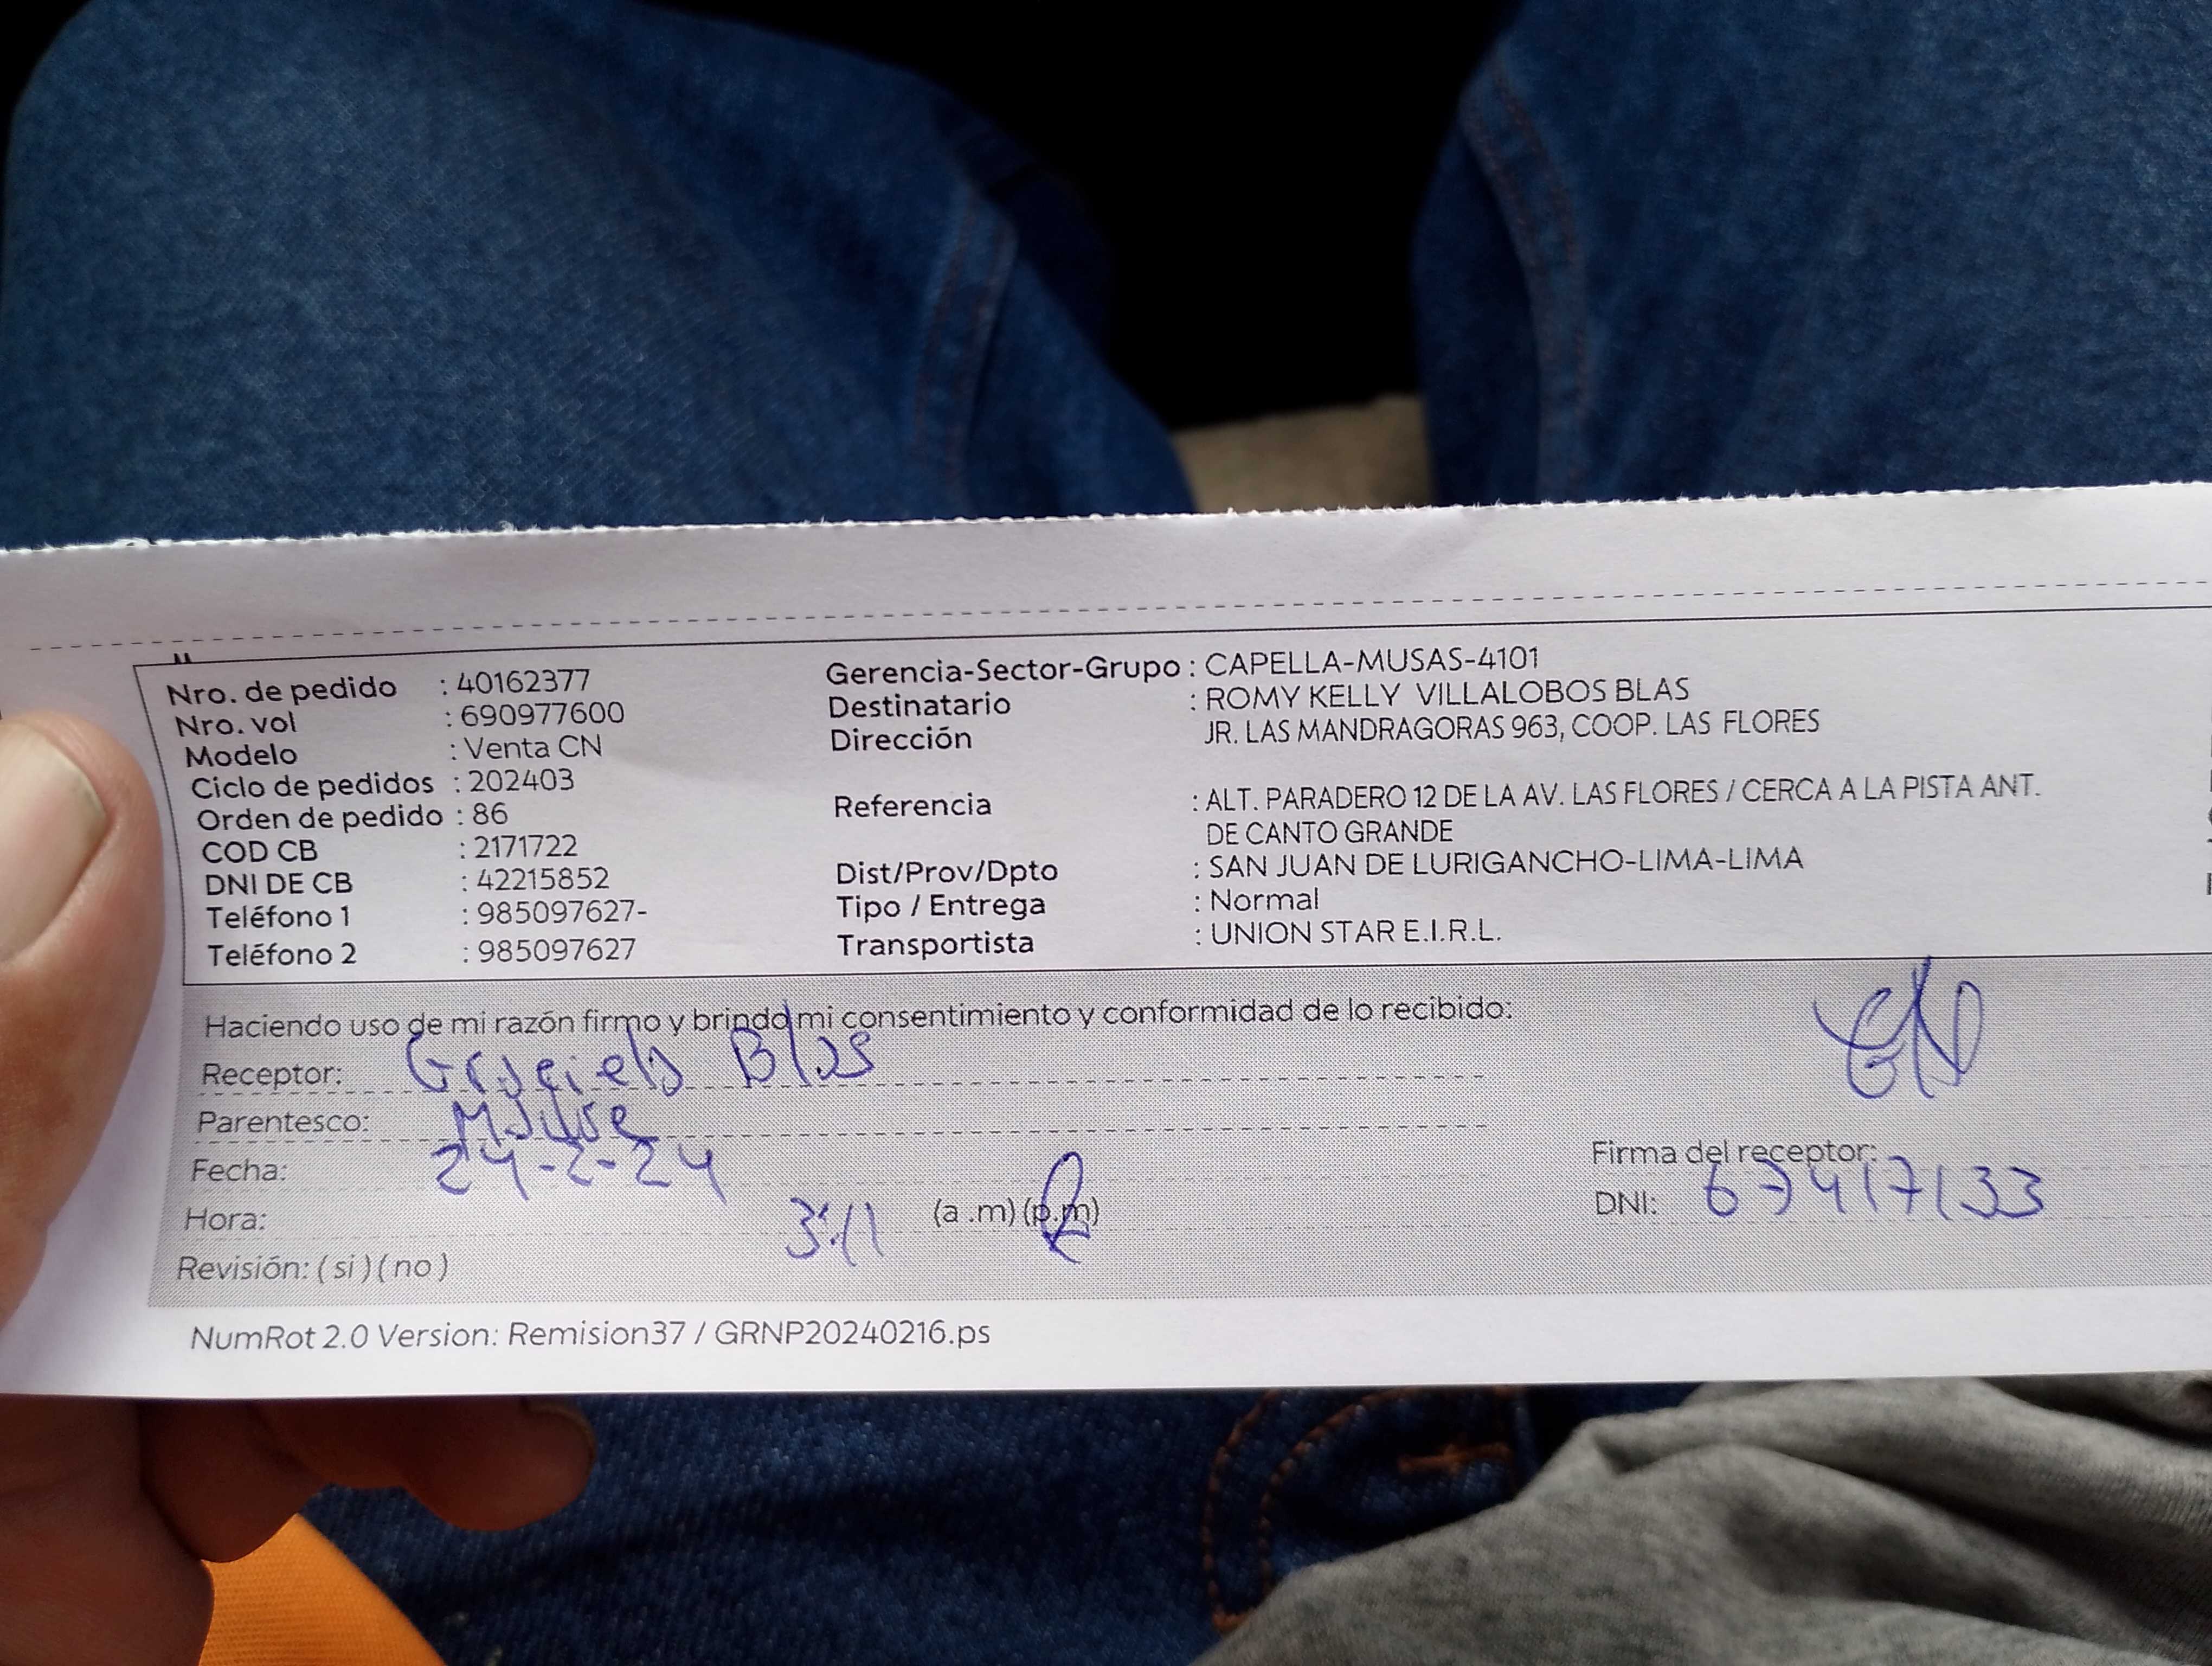 Nro. de pedido : 40162377
Nro. vol : 690977600
Modelo : Venta CN
Ciclo de pedidos : 202403
Orden de pedido : 86
COD CB : 2171722
DNI DE CB : 42215852
Teléfono 1 : 985097627-
Teléfono 2 : 985097627
Gerencia-Sector-Grupo : CAPELLA-MUSAS-4101
Destinatario : ROMY KELLY VILLALOBOS BLAS
Dirección JR. LAS MANDRAGORAS 963, COOP. LAS FLORES
Referencia : ALT. PARADERO 12 DE LA AV. LAS FLORES / CERCA A LA PISTA ANT.
DE CANTO GRANDE
Dist/Prov/Dpto : SAN JUAN DE LURIGANCHO-LIMA-LIMA
Tipo / Entrega : Normal
Transportista : UNION STAR E.I.R.L.
Haciendo uso de mi razón firmo y brindo mi consentimiento y conformidad de lo recibido:
Receptor: Graciela Blas
Parentesco:
Fecha: 24-2-24
Hora: 3:11 (a .m) (p.m)
Revisión: ( si ) ( no )
Firma del receptor:
DNI:
NumRot 2.0 Version: Remision37 / GRNP20240216.ps